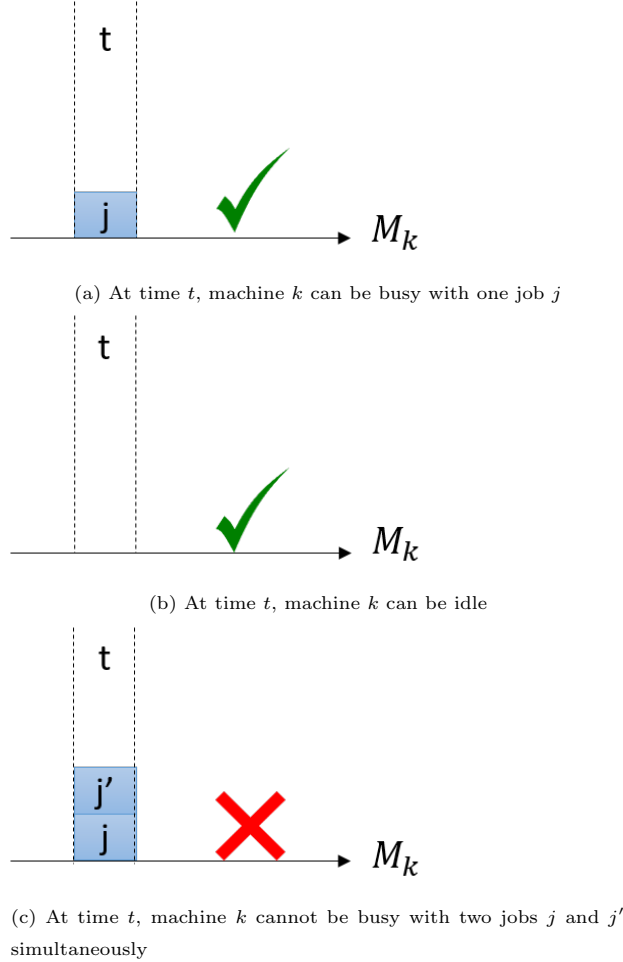 t
j
M_k
(a) At time t, machine k can be busy with one job j
t
M_k
(b) At time t, machine k can be idle
t
j'
j
M_k
(c) At time t, machine k cannot be busy with two jobs j and j'
simultaneously